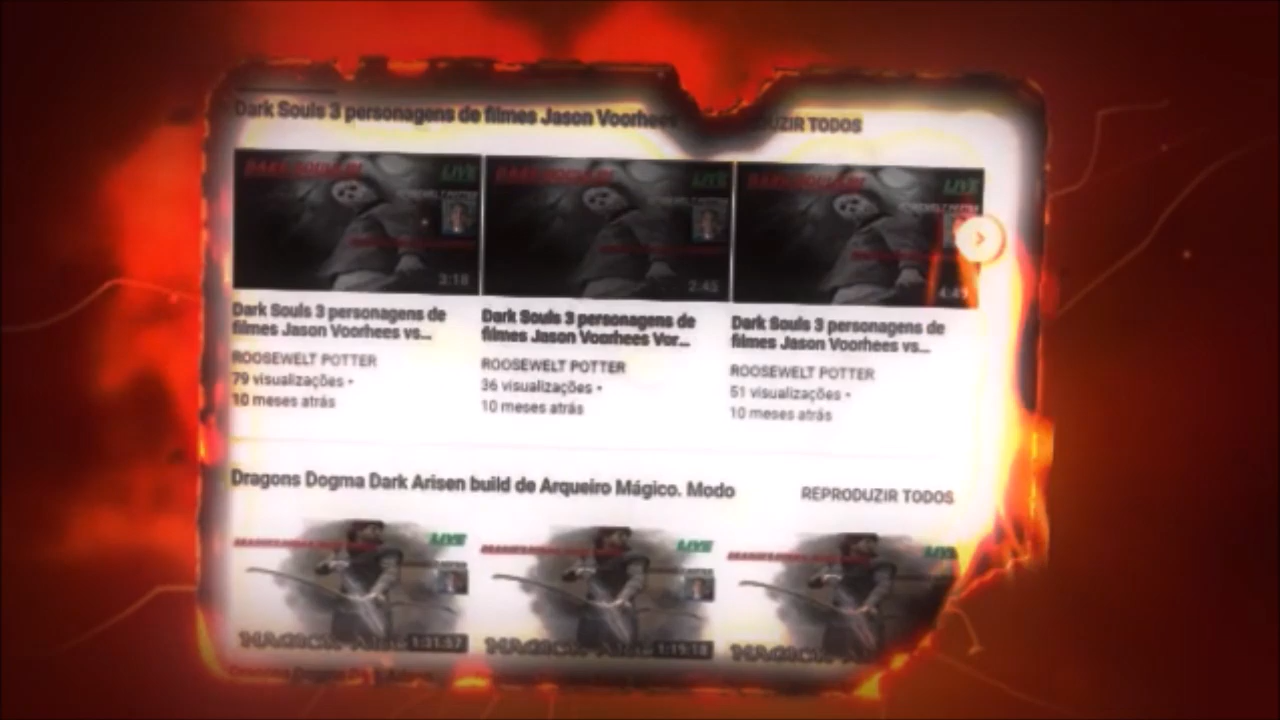 Dark Souls 3 personagens de filmes Jason Voorhees
UZIR TODOS
LIVE
LIVE
LIVE
3:18
2:45
Dark Souls 3 personagens de
filmes Jason Voorhees vs...
ROOSEWELT POTTER
79 visualizações •
10 meses atrás
Dark Souls 3 personagens de
filmes Jason Voorhees Vor...
ROOSEWELT POTTER
36 visualizações •
10 meses atrás
Dark Souls 3 personagens de
filmes Jason Voorhees vs...
ROOSEWELT POTTER
51 visualizações •
10 meses atrás
Dragons Dogma Dark Arisen build de Arqueiro Mágico. Modo
REPRODUZIR TODOS
LIVE
LIVE
LIVE
1:31:57
1:15:18